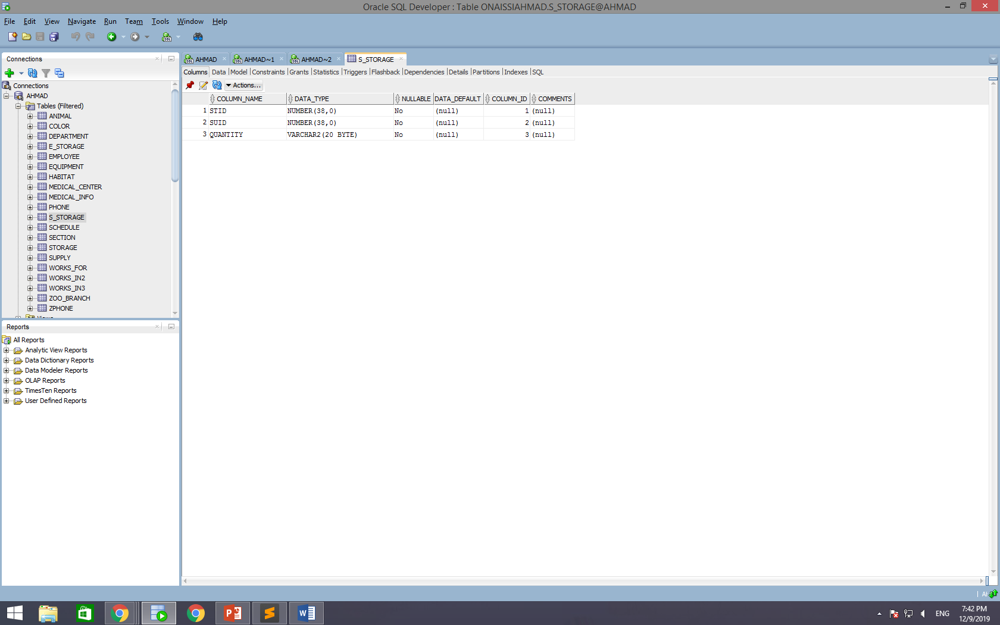 Oracle SQL Developer : Table ONAISSIAHMAD.S_STORAGE@AHMAD
File Edit View Navigate Run Team Tools Window Help
Connections
Connections
AHMAD
Tables (Filtered)
ANIMAL
COLOR
DEPARTMENT
E_STORAGE
EMPLOYEE
EQUIPMENT
HABITAT
MEDICAL_CENTER
MEDICAL_INFO
PHONE
S_STORAGE
SCHEDULE
SECTION
STORAGE
SUPPLY
WORKS_FOR
WORKS_IN2
WORKS_IN3
ZOO_BRANCH
ZPHONE
Views
Reports
All Reports
Analytic View Reports
Data Dictionary Reports
Data Modeler Reports
OLAP Reports
TimesTen Reports
User Defined Reports
AHMAD AHMAD~1 AHMAD~2 S_STORAGE
Columns Data Model Constraints Grants Statistics Triggers Flashback Dependencies Details Partitions Indexes SQL
Actions...
COLUMN_NAME DATA_TYPE NULLABLE DATA_DEFAULT COLUMN_ID COMMENTS
1 STID NUMBER(38,0) No (null) 1 (null)
2 SUID NUMBER(38,0) No (null) 2 (null)
3 QUANTITY VARCHAR2(20 BYTE) No (null) 3 (null)
ENG
7:42 PM
12/9/2019